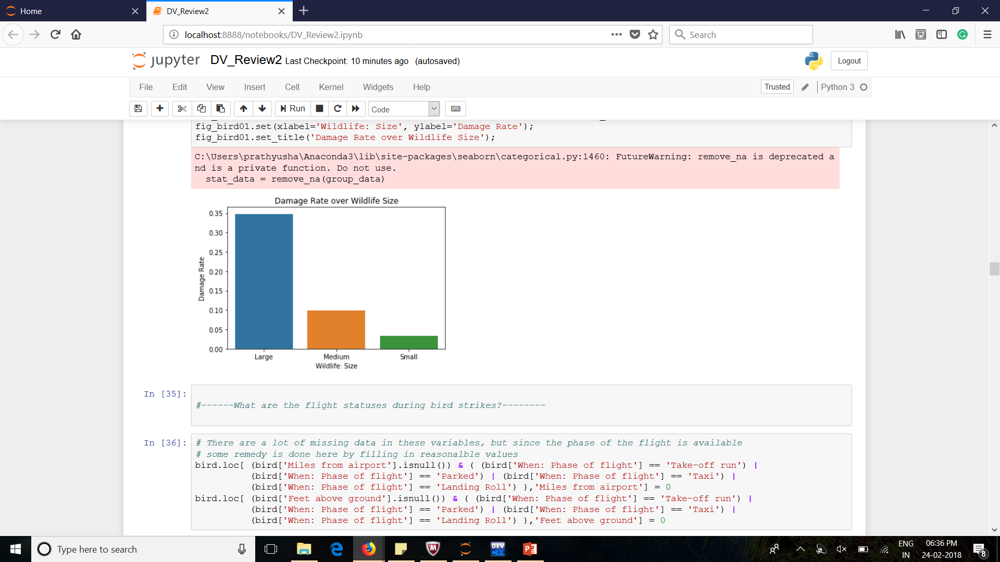 Home
DV_Review2
localhost:8888/notebooks/DV_Review2.ipynb
Search
jupyter DV_Review2 Last Checkpoint: 10 minutes ago (autosaved)
Logout
File Edit View Insert Cell Kernel Widgets Help
Trusted
Python 3
Run
Code
fig_bird01.set(xlabel='Wildlife: Size', ylabel='Damage Rate');
fig_bird01.set_title('Damage Rate over Wildlife Size');
C:\Users\prathyusha\Anaconda3\lib\site-packages\seaborn\categorical.py:1460: FutureWarning: remove_na is deprecated a
nd is a private function. Do not use.
stat_data = remove_na(group_data)
Damage Rate over Wildlife Size
0.35
0.30
0.25
0.20
0.15
0.10
0.05
0.00
Damage Rate
Large Medium Small
Wildlife: Size
In [35]:
#------What are the flight statuses during bird strikes?--------
In [36]:
# There are a lot of missing data in these variables, but since the phase of the flight is available
# some remedy is done here by filling in reasonalble values
bird.loc[ (bird['Miles from airport'].isnull()) & ( (bird['When: Phase of flight'] == 'Take-off run') |
(bird['When: Phase of flight'] == 'Parked') | (bird['When: Phase of flight'] == 'Taxi') |
(bird['When: Phase of flight'] == 'Landing Roll') ),'Miles from airport'] = 0
bird.loc[ (bird['Feet above ground'].isnull()) & ( (bird['When: Phase of flight'] == 'Take-off run') |
(bird['When: Phase of flight'] == 'Parked') | (bird['When: Phase of flight'] == 'Taxi') |
(bird['When: Phase of flight'] == 'Landing Roll') ),'Feet above ground'] = 0
Type here to search
DEV
C++
ENG
IN
06:36 PM
24-02-2018
8